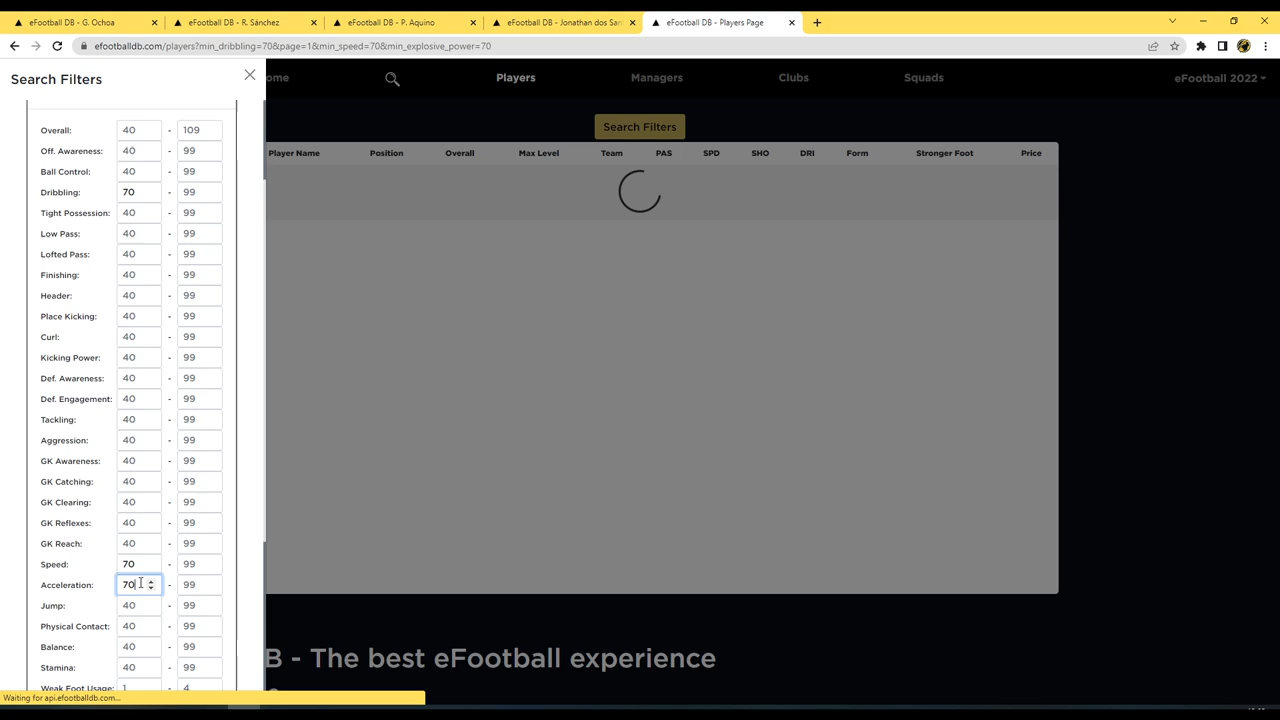 eFootball DB - G. Ochoa
eFootball DB - R. Sánchez
eFootball DB - P. Aquino
eFootball DB - Jonathan dos San
eFootball DB - Players Page
efootballdb.com/players?min_dribbling=70&page=1&min_speed=70&min_explosive_power=70
Search Filters
ome
Players
Managers
Clubs
Squads
eFootball 2022
Search Filters
Player Name Position Overall Max Level Team PAS SPD SHO DRI Form Stronger Foot Price
Overall: 40 - 109
Off. Awareness: 40 - 99
Ball Control: 40 - 99
Dribbling: 70 - 99
Tight Possession: 40 - 99
Low Pass: 40 - 99
Lofted Pass: 40 - 99
Finishing: 40 - 99
Header: 40 - 99
Place Kicking: 40 - 99
Curl: 40 - 99
Kicking Power: 40 - 99
Def. Awareness: 40 - 99
Def. Engagement: 40 - 99
Tackling: 40 - 99
Aggression: 40 - 99
GK Awareness: 40 - 99
GK Catching: 40 - 99
GK Clearing: 40 - 99
GK Reflexes: 40 - 99
GK Reach: 40 - 99
Speed: 70 - 99
Acceleration: 70 - 99
Jump: 40 - 99
Physical Contact: 40 - 99
Balance: 40 - 99
Stamina: 40 - 99
Weak Foot Usage: 1 - 4
B - The best eFootball experience
Waiting for api.efootballdb.com...